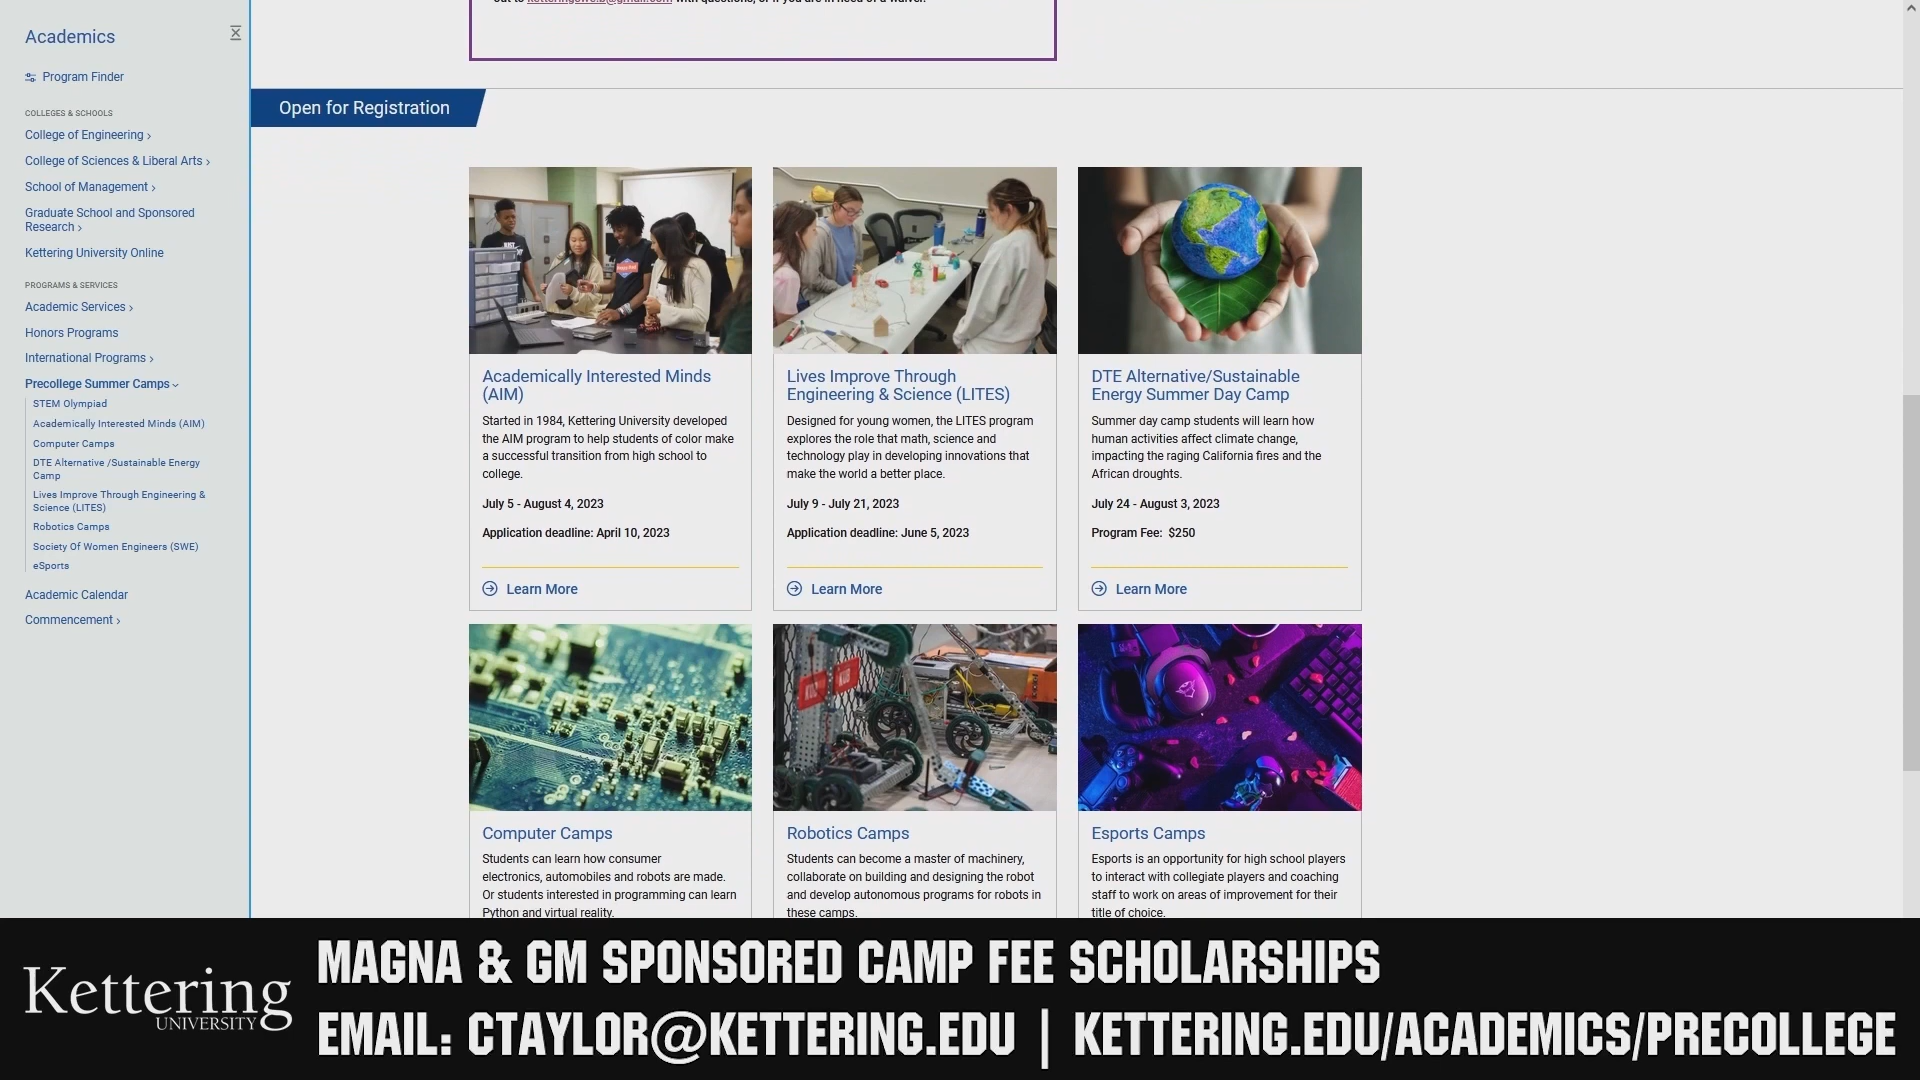 Academics
Program Finder
COLLEGES & SCHOOLS
College of Engineering
College of Sciences & Liberal Arts
School of Management
Graduate School and Sponsored
Research
Kettering University Online
PROGRAMS & SERVICES
Academic Services
Honors Programs
International Programs
Precollege Summer Camps
STEM Olympiad
Academically Interested Minds (AIM)
Computer Camps
DTE Alternative /Sustainable Energy
Camp
Lives Improve Through Engineering &
Science (LITES)
Robotics Camps
Society Of Women Engineers (SWE)
eSports
Academic Calendar
Commencement
with questions, or if you are in need of a waiver.
Open for Registration
Academically Interested Minds
(AIM)
Started in 1984, Kettering University developed
the AIM program to help students of color make
a successful transition from high school to
college.
July 5 - August 4, 2023
Application deadline: April 10, 2023
Learn More
Lives Improve Through
Engineering & Science (LITES)
Designed for young women, the LITES program
explores the role that math, science and
technology play in developing innovations that
make the world a better place.
July 9 - July 21, 2023
Application deadline: June 5, 2023
Learn More
DTE Alternative/Sustainable
Energy Summer Day Camp
Summer day camp students will learn how
human activities affect climate change,
impacting the raging California fires and the
African droughts.
July 24 - August 3, 2023
Program Fee: $250
Learn More
Computer Camps
Students can learn how consumer
electronics, automobiles and robots are made.
Or students interested in programming can learn
Python and virtual reality.
Robotics Camps
Students can become a master of machinery,
collaborate on building and designing the robot
and develop autonomous programs for robots in
these camps.
Esports Camps
Esports is an opportunity for high school players
to interact with collegiate players and coaching
staff to work on areas of improvement for their
title of choice.
Kettering
UNIVERSITY
MAGNA & GM SPONSORED CAMP FEE SCHOLARSHIPS
EMAIL: CTAYLOR@KETTERING.EDU | KETTERING.EDU/ACADEMICS/PRECOLLEGE